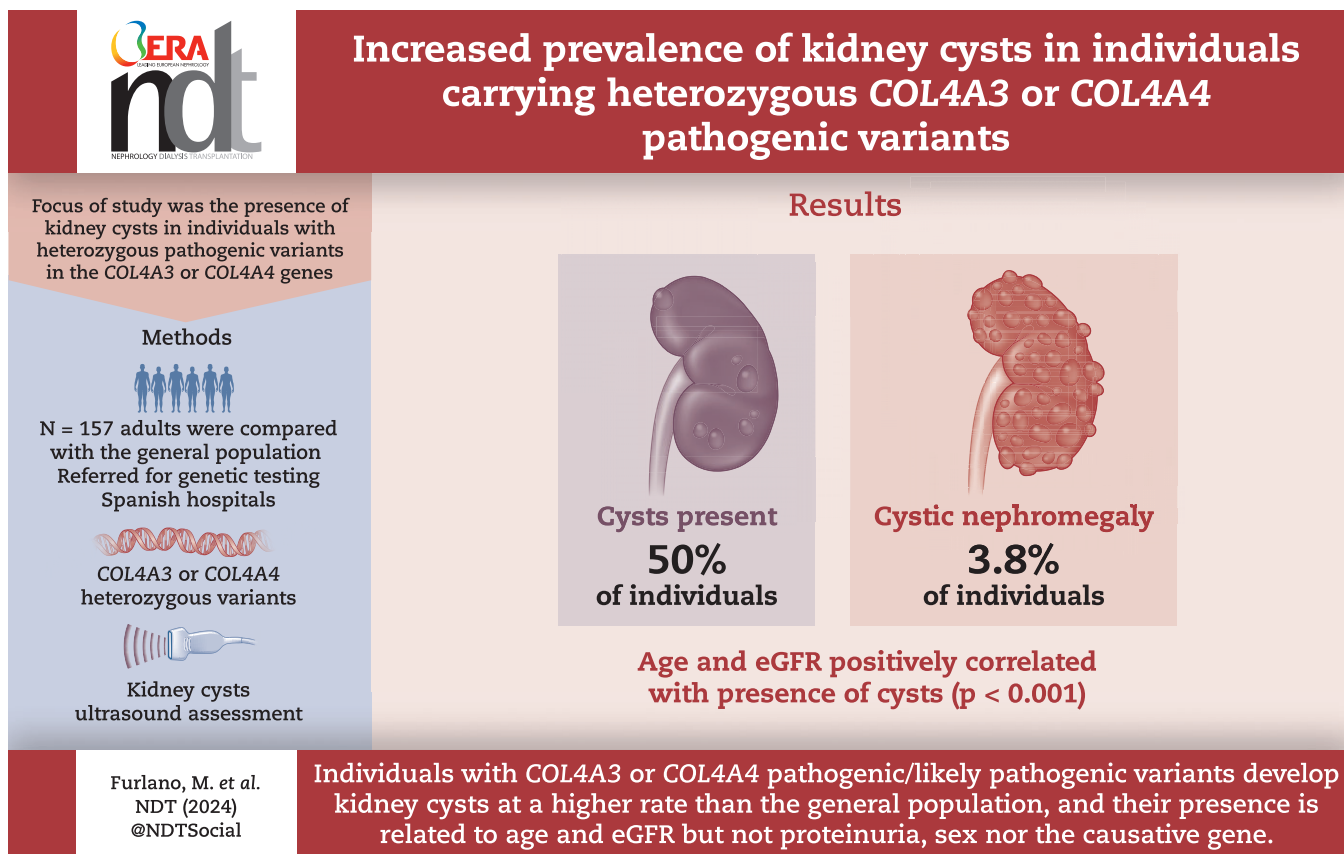 ERA
LEADING EUROPEAN NEPHROLOGY
ndt
NEPHROLOGY DIALYSIS TRANSPLANTATION
Increased prevalence of kidney cysts in individuals
carrying heterozygous COL4A3 or COL4A4
pathogenic variants
Focus of study was the presence of
kidney cysts in individuals with
heterozygous pathogenic variants
in the COL4A3 or COL4A4 genes
Methods
N = 157 adults were compared
with the general population
Referred for genetic testing
Spanish hospitals
COL4A3 or COL4A4
heterozygous variants
Kidney cysts
ultrasound assessment
Results
Cysts present
50%
of individuals
Cystic nephromegaly
3.8%
of individuals
Age and eGFR positively correlated
with presence of cysts (p < 0.001)
Furlano, M. et al.
NDT (2024)
@NDTSocial
Individuals with COL4A3 or COL4A4 pathogenic/likely pathogenic variants develop
kidney cysts at a higher rate than the general population, and their presence is
related to age and eGFR but not proteinuria, sex nor the causative gene.